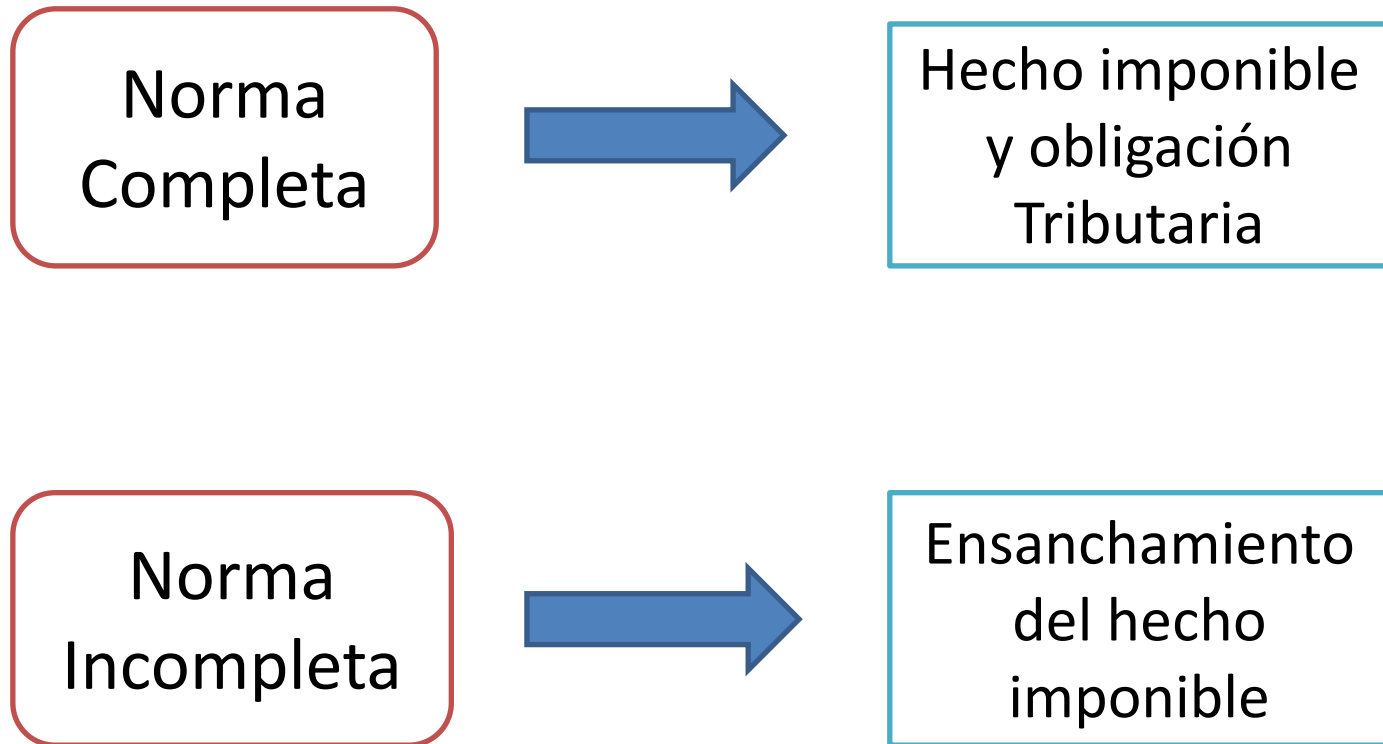 Norma
Completa
Hecho imponible
y obligación
Tributaria
Norma
Incompleta
Ensanchamiento
del hecho
imponible